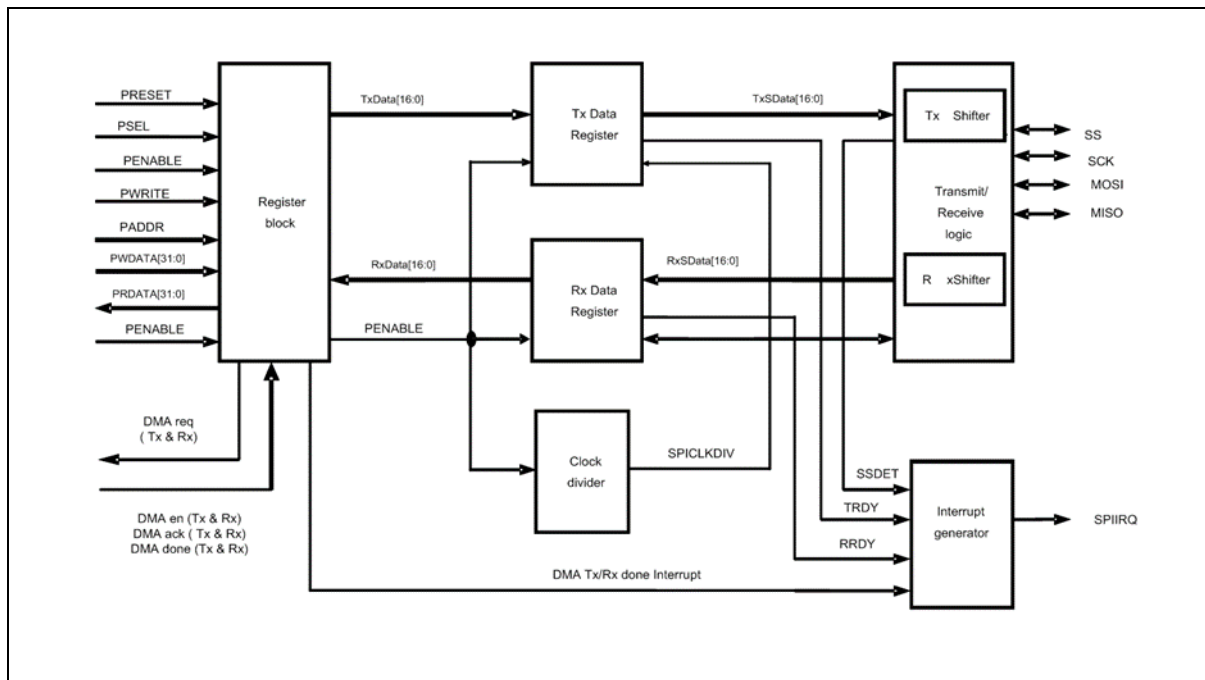 PRESET
PSEL
PENABLE
PWRITE
PADDR
PWDATA[31:0]
PRDATA[31:0]
PENABLE
Register
block
DMA req
( Tx & Rx)
DMA en (Tx & Rx)
DMA ack ( Tx & Rx)
DMA done (Tx & Rx)
TxData[16:0]
RxData[16:0]
PENABLE
Tx Data
Register
Rx Data
Register
Clock
divider
SPICLKDIV
DMA Tx/Rx done Interrupt
TxSData[16:0]
RxSData[16:0]
Tx Shifter
Transmit/
Receive
logic
R xShifter
SS
SCK
MOSI
MISO
SSDET
TRDY
RRDY
Interrupt
generator
SPIIRQ